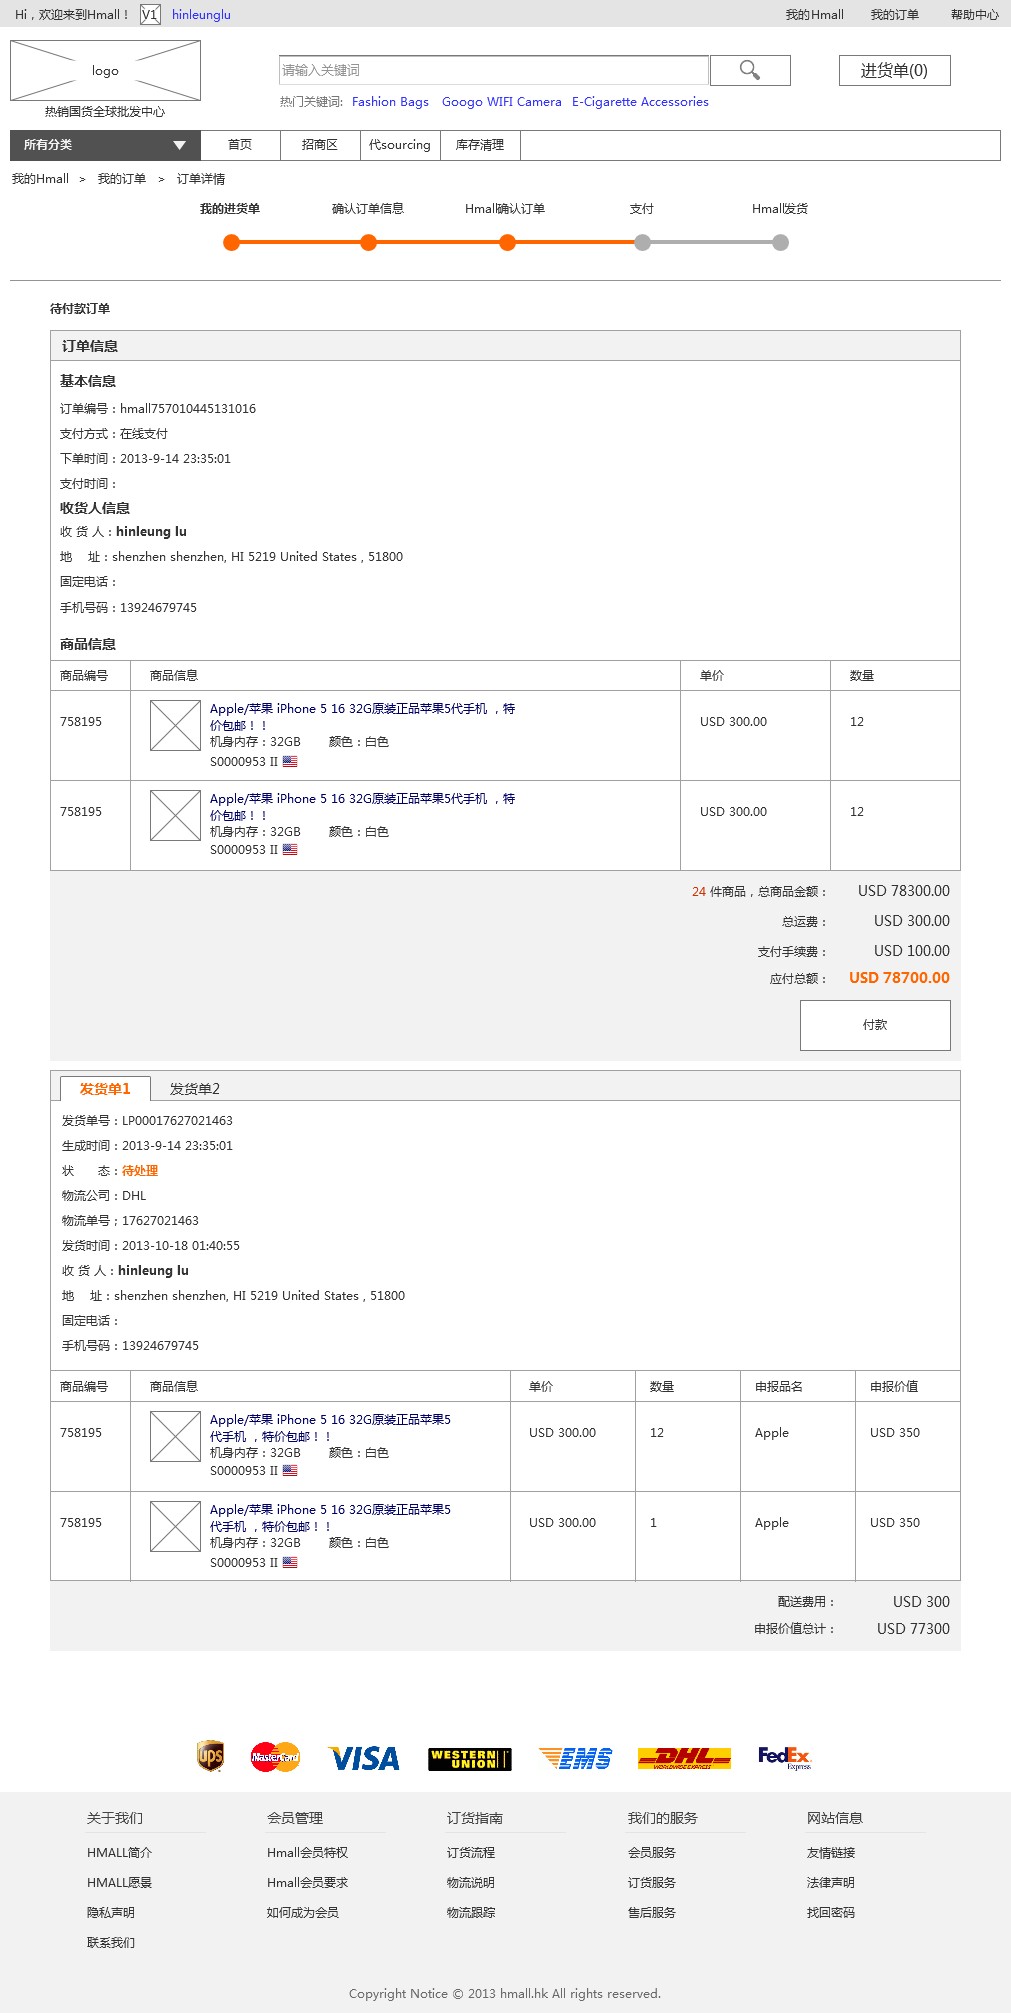 Hi，欢迎来到Hmall！ V1 hinleunglu 我的Hmall 我的订单 帮助中心
logo
热销国货全球批发中心
请输入关键词
进货单(0)
热门关键词: Fashion Bags Googo WIFI Camera E-Cigarette Accessories
所有分类 首页 招商区 代sourcing 库存清理
我的Hmall > 我的订单 > 订单详情
我的进货单 确认订单信息 Hmall确认订单 支付 Hmall发货
待付款订单
订单信息
基本信息
订单编号：hmall757010445131016
支付方式：在线支付
下单时间：2013-9-14 23:35:01
支付时间：
收货人信息
收 货 人：hinleung lu
地 址：shenzhen shenzhen, HI 5219 United States , 51800
固定电话：
手机号码：13924679745
商品信息
商品编号 商品信息 单价 数量
758195 Apple/苹果 iPhone 5 16 32G原装正品苹果5代手机 ，特 USD 300.00 12
价包邮！！
机身内存：32GB 颜色：白色
S0000953 II
758195 Apple/苹果 iPhone 5 16 32G原装正品苹果5代手机 ，特 USD 300.00 12
价包邮！！
机身内存：32GB 颜色：白色
S0000953 II
24 件商品，总商品金额： USD 78300.00
总运费： USD 300.00
支付手续费： USD 100.00
应付总额： USD 78700.00
付款
发货单1 发货单2
发货单号：LP00017627021463
生成时间：2013-9-14 23:35:01
状 态：待处理
物流公司：DHL
物流单号；17627021463
发货时间：2013-10-18 01:40:55
收 货 人：hinleung lu
地 址：shenzhen shenzhen, HI 5219 United States , 51800
固定电话：
手机号码：13924679745
商品编号 商品信息 单价 数量 申报品名 申报价值
758195 Apple/苹果 iPhone 5 16 32G原装正品苹果5 USD 300.00 12 Apple USD 350
代手机 ，特价包邮！！
机身内存：32GB 颜色：白色
S0000953 II
758195 Apple/苹果 iPhone 5 16 32G原装正品苹果5 USD 300.00 1 Apple USD 350
代手机 ，特价包邮！！
机身内存：32GB 颜色：白色
S0000953 II
配送费用： USD 300
申报价值总计： USD 77300
ups MasterCard VISA WESTERN UNION EMS DHL WORLDWIDE EXPRESS FedEx Express
关于我们 会员管理 订货指南 我们的服务 网站信息
HMALL简介 Hmall会员特权 订货流程 会员服务 友情链接
HMALL愿景 Hmall会员要求 物流说明 订货服务 法律声明
隐私声明 如何成为会员 物流跟踪 售后服务 找回密码
联系我们
Copyright Notice © 2013 hmall.hk All rights reserved.